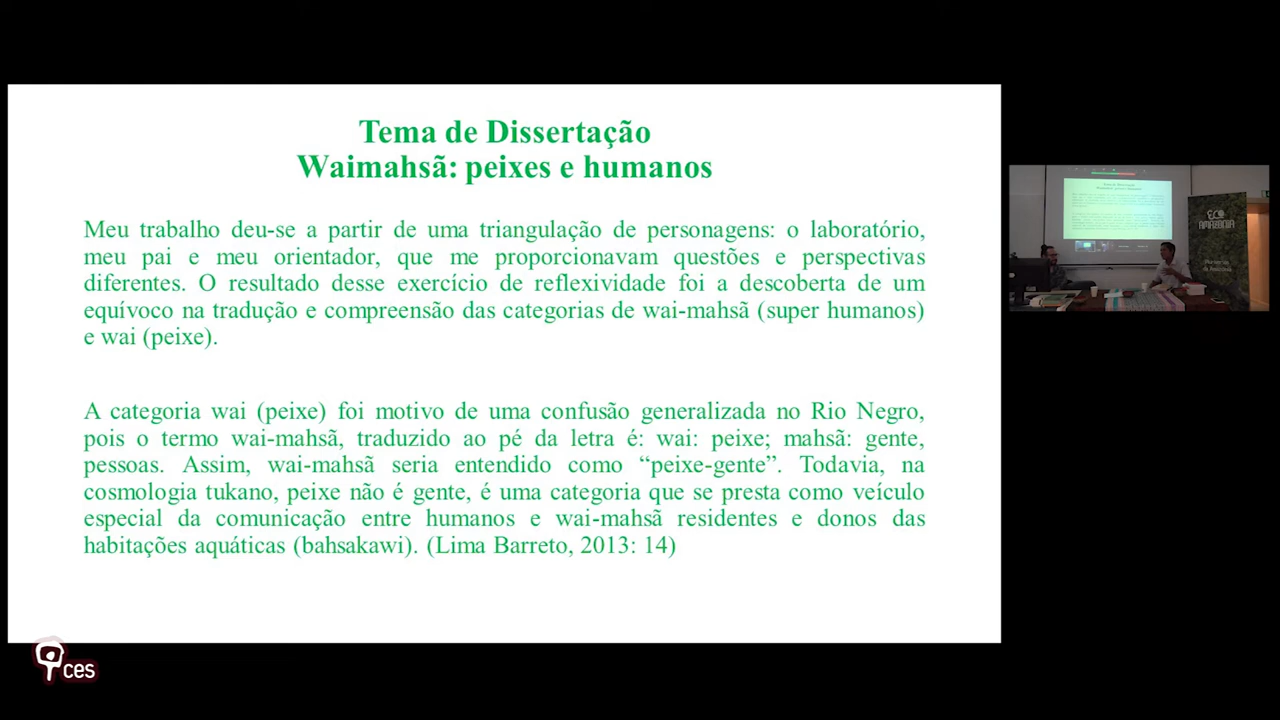 Tema de Dissertação
Waimahsã: peixes e humanos
Meu trabalho deu-se a partir de uma triangulação de personagens: o laboratório,
meu pai e meu orientador, que me proporcionavam questões e perspectivas
diferentes. O resultado desse exercício de reflexividade foi a descoberta de um
equívoco na tradução e compreensão das categorias de wai-mahsã (super humanos)
e wai (peixe).
A categoria wai (peixe) foi motivo de uma confusão generalizada no Rio Negro,
pois o termo wai-mahsã, traduzido ao pé da letra é: wai: peixe; mahsã: gente,
pessoas. Assim, wai-mahsã seria entendido como “peixe-gente”. Todavia, na
cosmologia tukano, peixe não é gente, é uma categoria que se presta como veículo
especial da comunicação entre humanos e wai-mahsã residentes e donos das
habitações aquáticas (bahsakawi). (Lima Barreto, 2013: 14)
ECO
AMAZONIA
ces